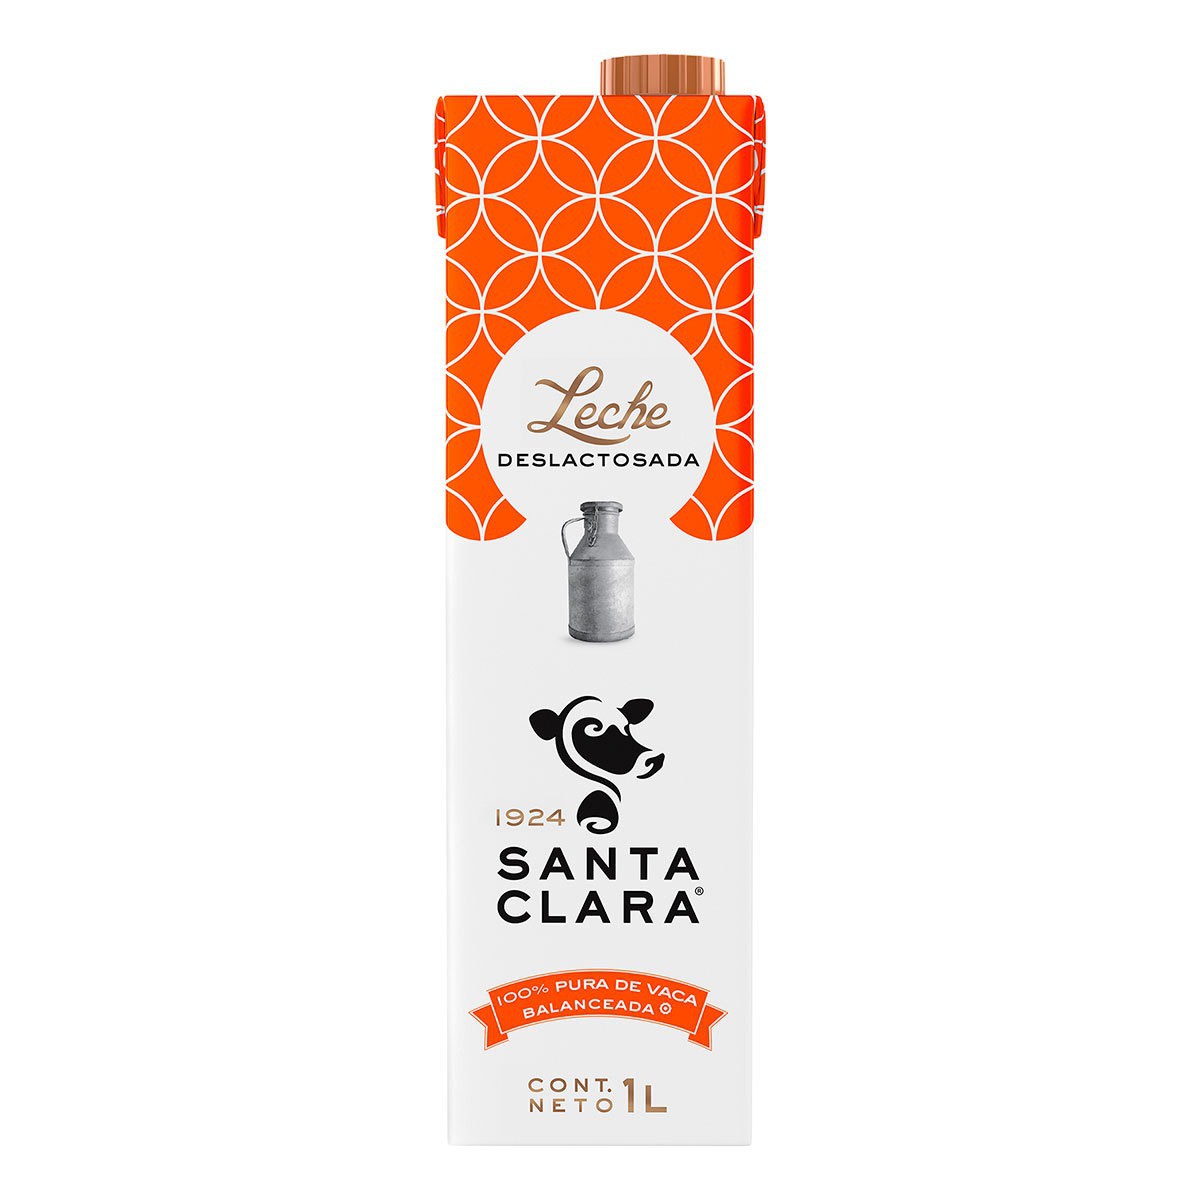 Leche
DESLACTOSADA
1924
SANTA
CLARA®
100% PURA DE VACA
BALANCEADA
CONT.
NETO 1L